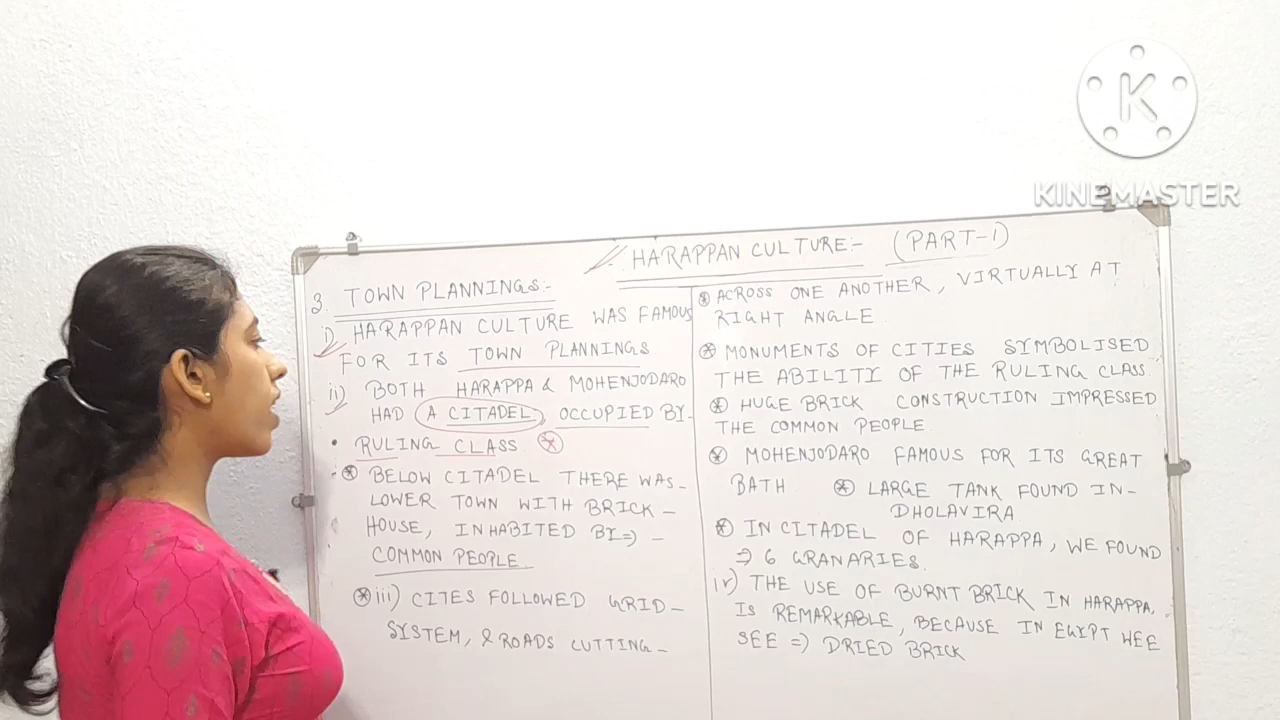 K
KINEMASTER
HARAPPAN CULTURE:- (PART-1)
3. TOWN PLANNINGS:-
i) HARAPPAN CULTURE WAS FAMOUS
FOR ITS TOWN PLANNINGS
ii) BOTH HARAPPA & MOHENJODARO
HAD A CITADEL, OCCUPIED BY-
• RULING CLASS
BELOW CITADEL THERE WAS-
LOWER TOWN WITH BRICK-
HOUSE, INHABITED BY⇒-
COMMON PEOPLE.
iii) CITES FOLLOWED GRID-
SYSTEM, & ROADS CUTTING-
ACROSS ONE ANOTHER, VIRTUALLY AT
RIGHT ANGLE
MONUMENTS OF CITIES SYMBOLISED
THE ABILITY OF THE RULING CLASS
HUGE BRICK CONSTRUCTION IMPRESSED
THE COMMON PEOPLE
MOHENJODARO FAMOUS FOR ITS GREAT
BATH LARGE TANK FOUND IN-
DHOLAVIRA
IN CITADEL OF HARAPPA, WE FOUND
⇒ 6 GRANARIES.
iv) THE USE OF BURNT BRICK IN HARAPPA,
IS REMARKABLE, BECAUSE IN EGYPT WEE
SEE ⇒) DRIED BRICK